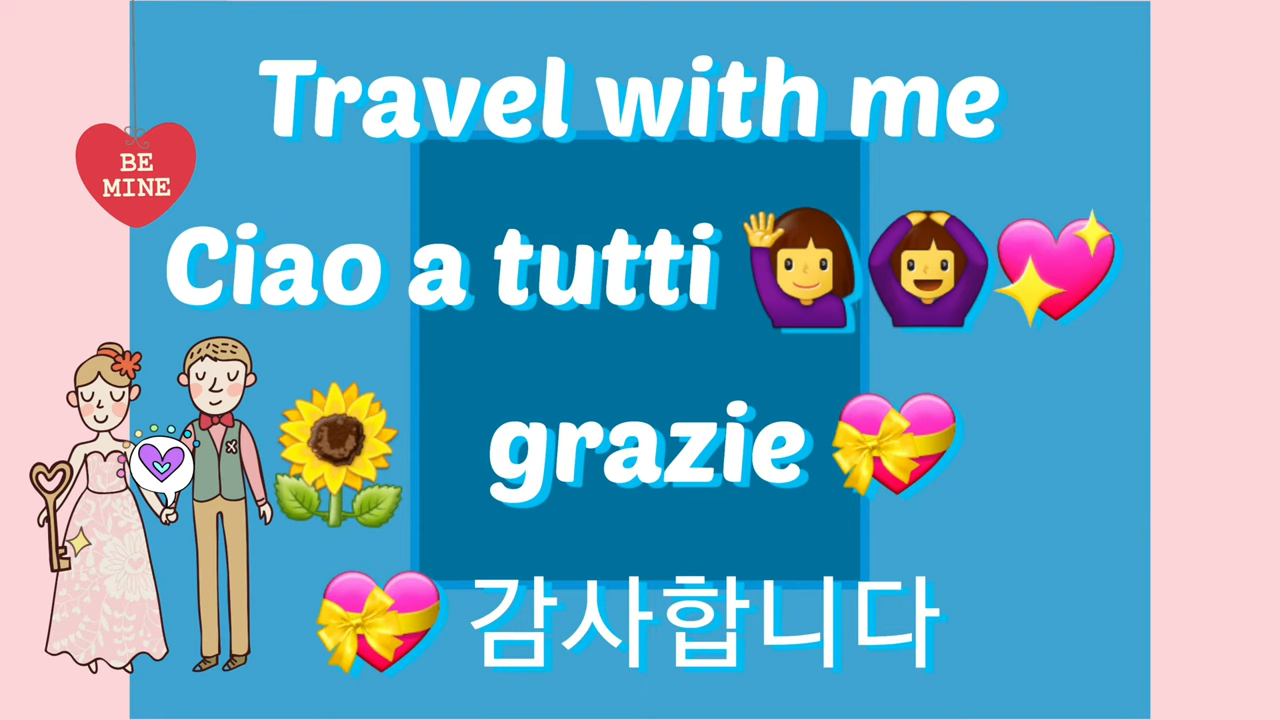 Travel with me
BE
MINE
Ciao a tutti 🙋‍♀️🙆‍♀️💖
🌻 grazie 💝
💝 감사합니다